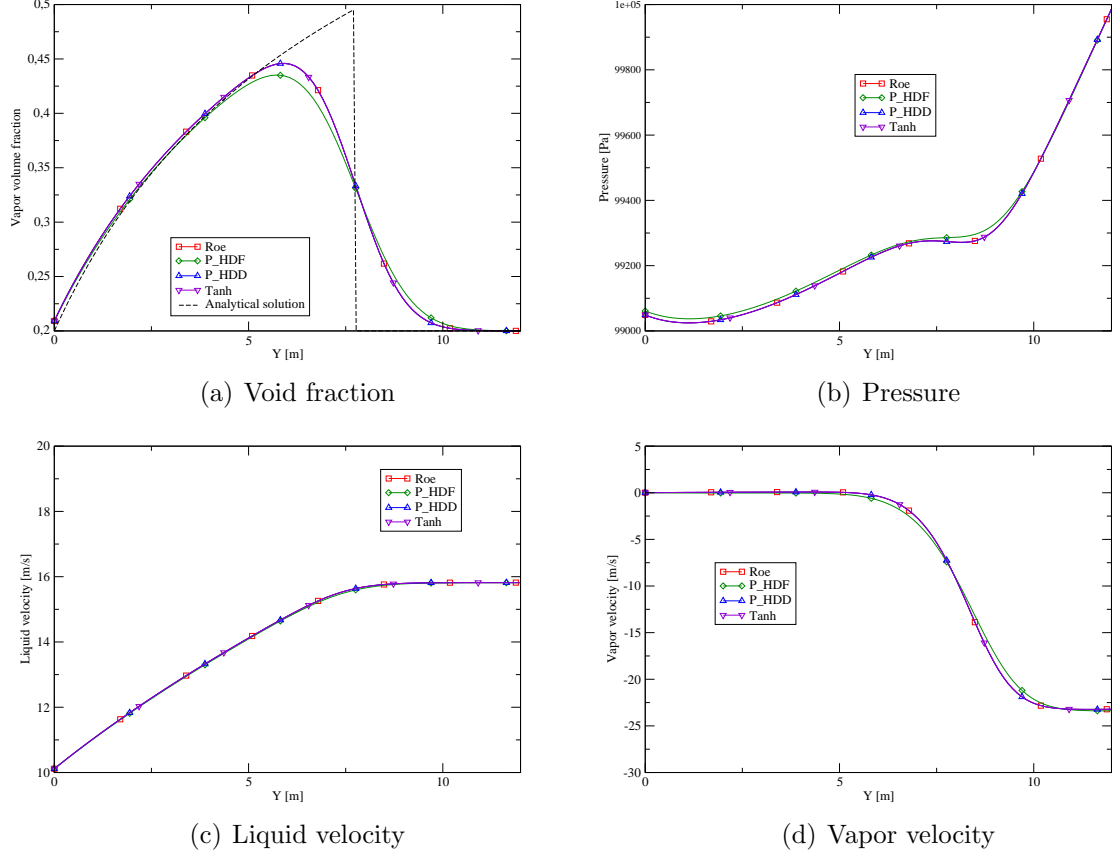 0,5
0,45
0,4
0,35
0,3
0,25
0,2
Vapor volume fraction
Roe
P_HDF
P_HDD
Tanh
Analytical solution
0
5
10
Y [m]
(a) Void fraction
1e+05
99800
99600
99400
99200
99000
Pressure [Pa]
Roe
P_HDF
P_HDD
Tanh
0
5
10
Y [m]
(b) Pressure
20
18
16
14
12
10
Liquid velocity [m/s]
Roe
P_HDF
P_HDD
Tanh
0
5
10
Y [m]
(c) Liquid velocity
5
0
-5
-10
-15
-20
-25
-30
Vapor velocity [m/s]
Roe
P_HDF
P_HDD
Tanh
0
5
10
Y [m]
(d) Vapor velocity